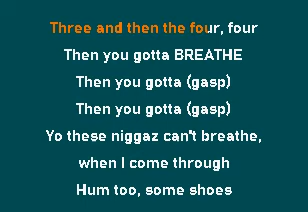 Three and then the four, four
Then you gotta BREATHE
Then you gotta (gasp)
Then you gotta (gasp)
Yo these niggaz can't breathe,
when I come through
Hum too, some shoes